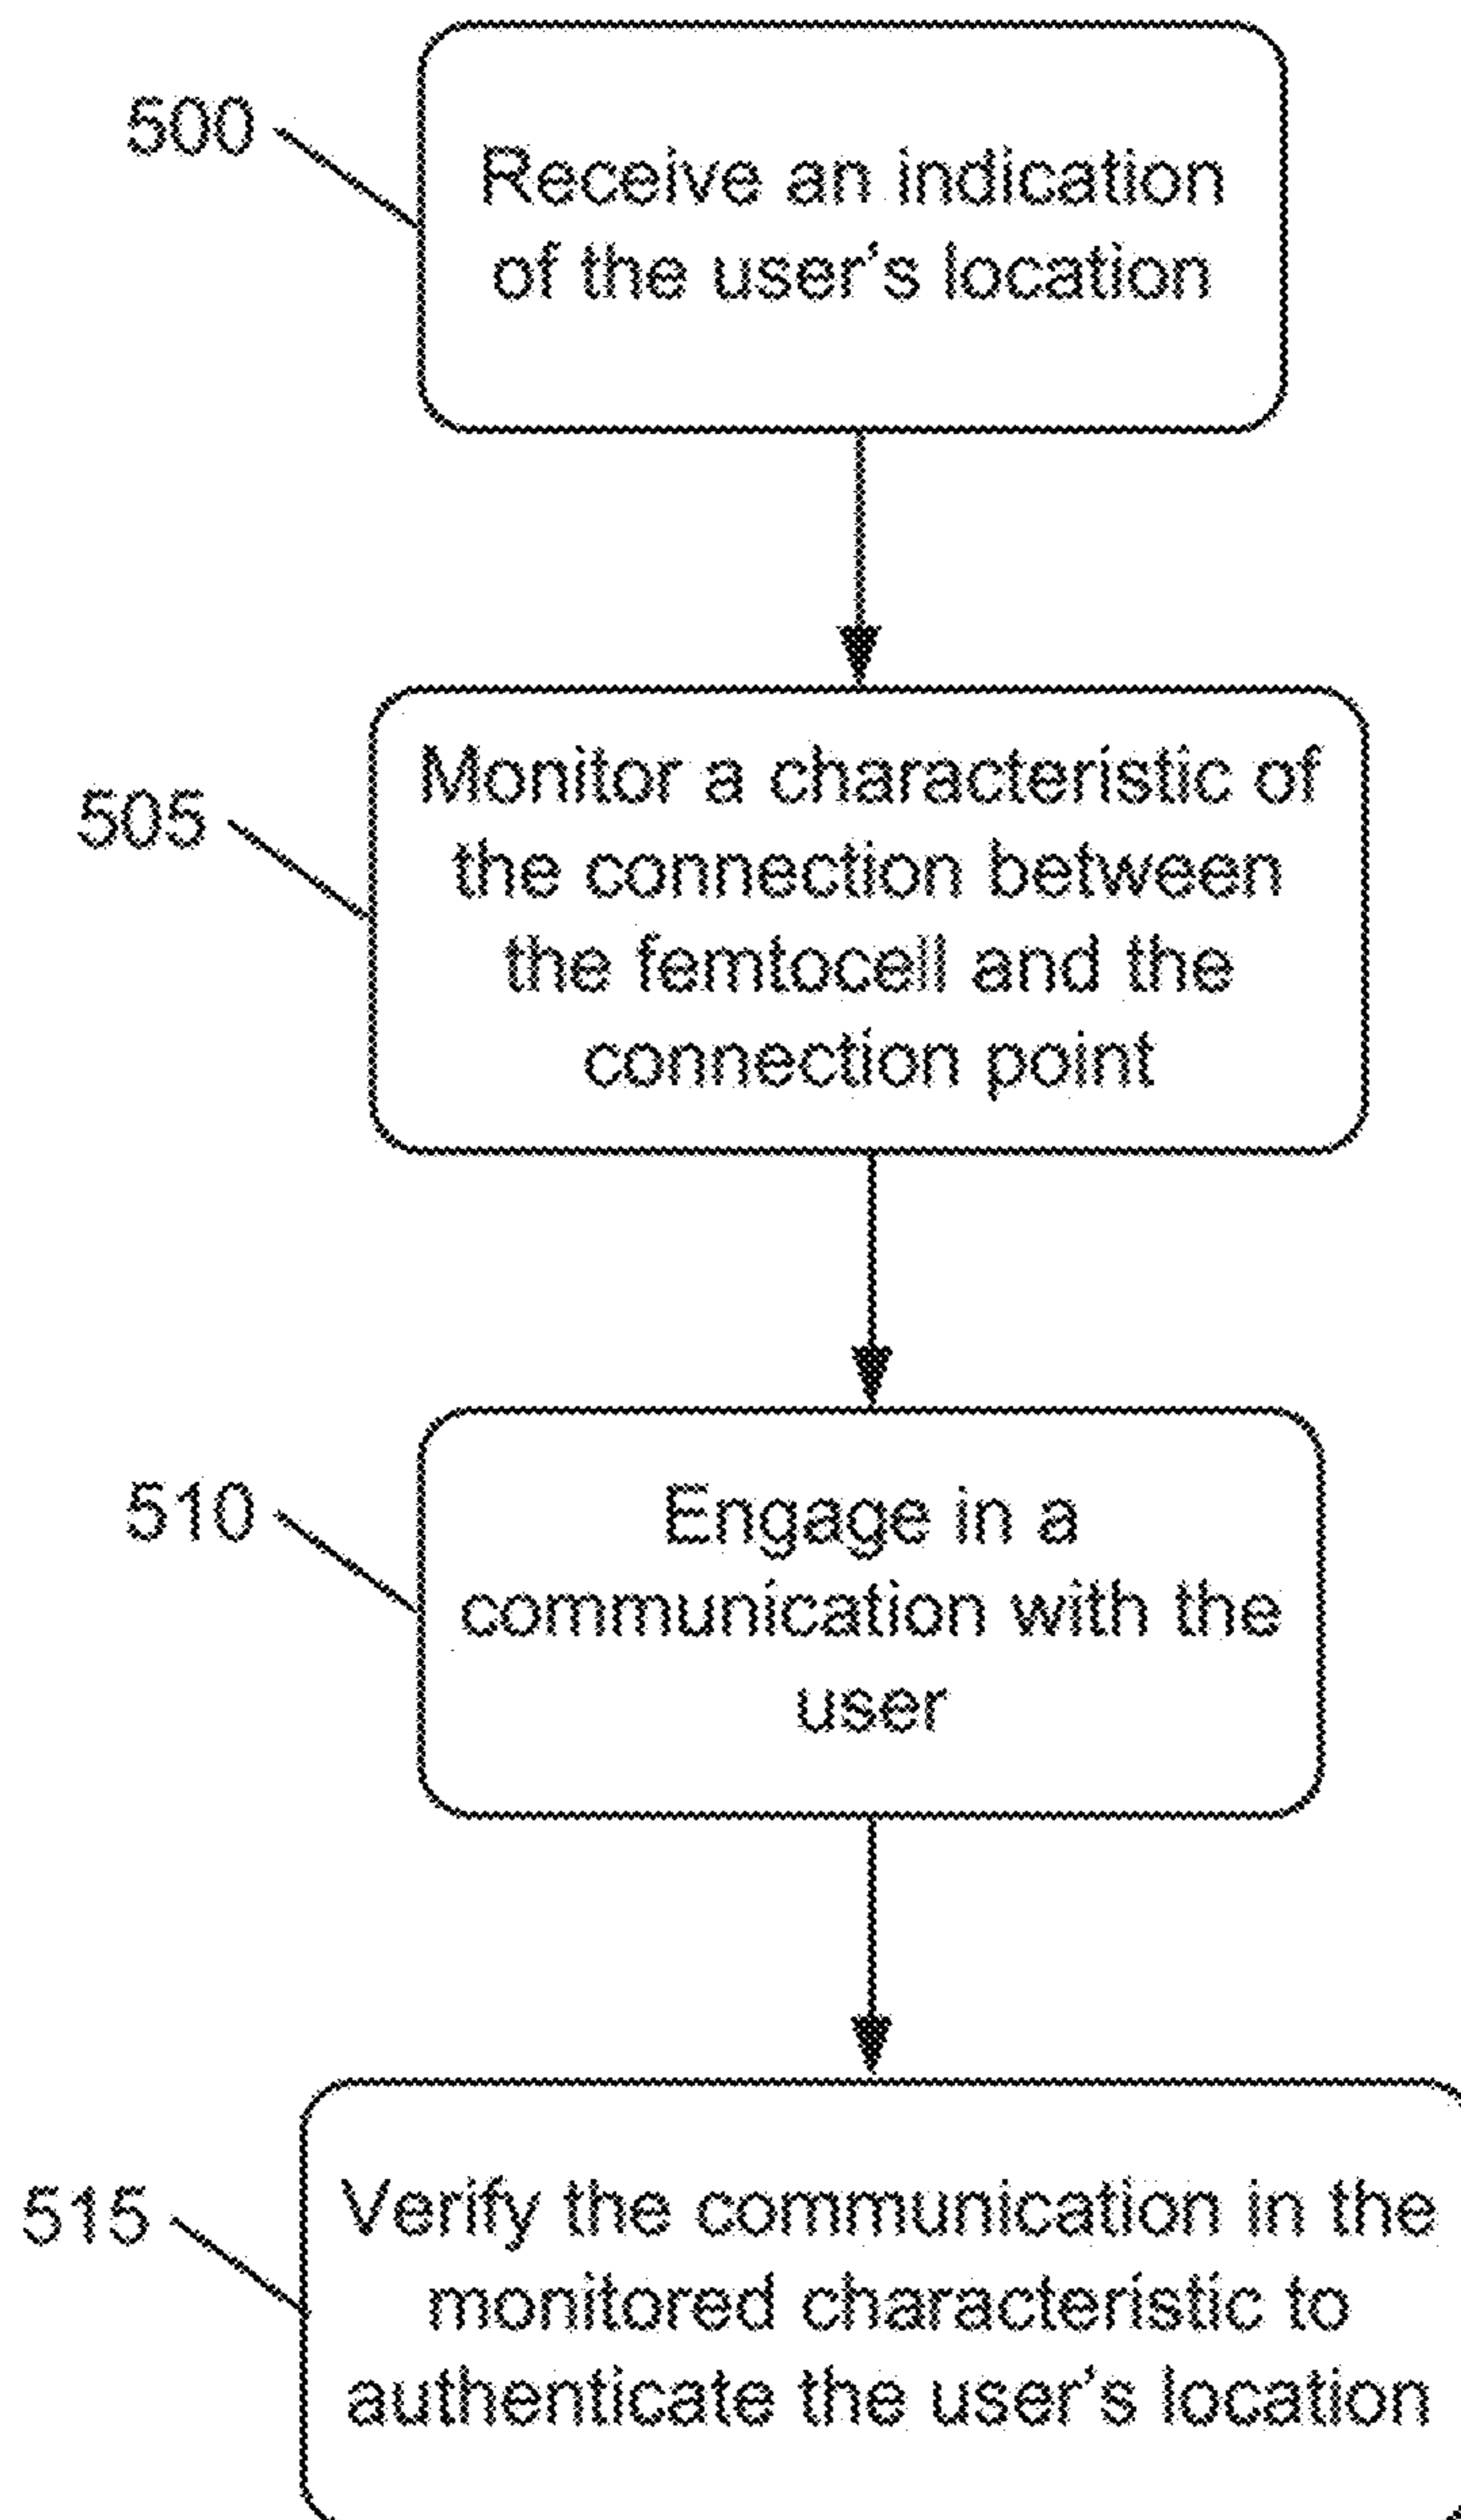 500
Receive an indication
of the user's location
505
Monitor a characteristic of
the connection between
the femtocell and the
connection point
510
Engage in a
communication with the
user
515
Verify the communication in the
monitored characteristic to
authenticate the user's location